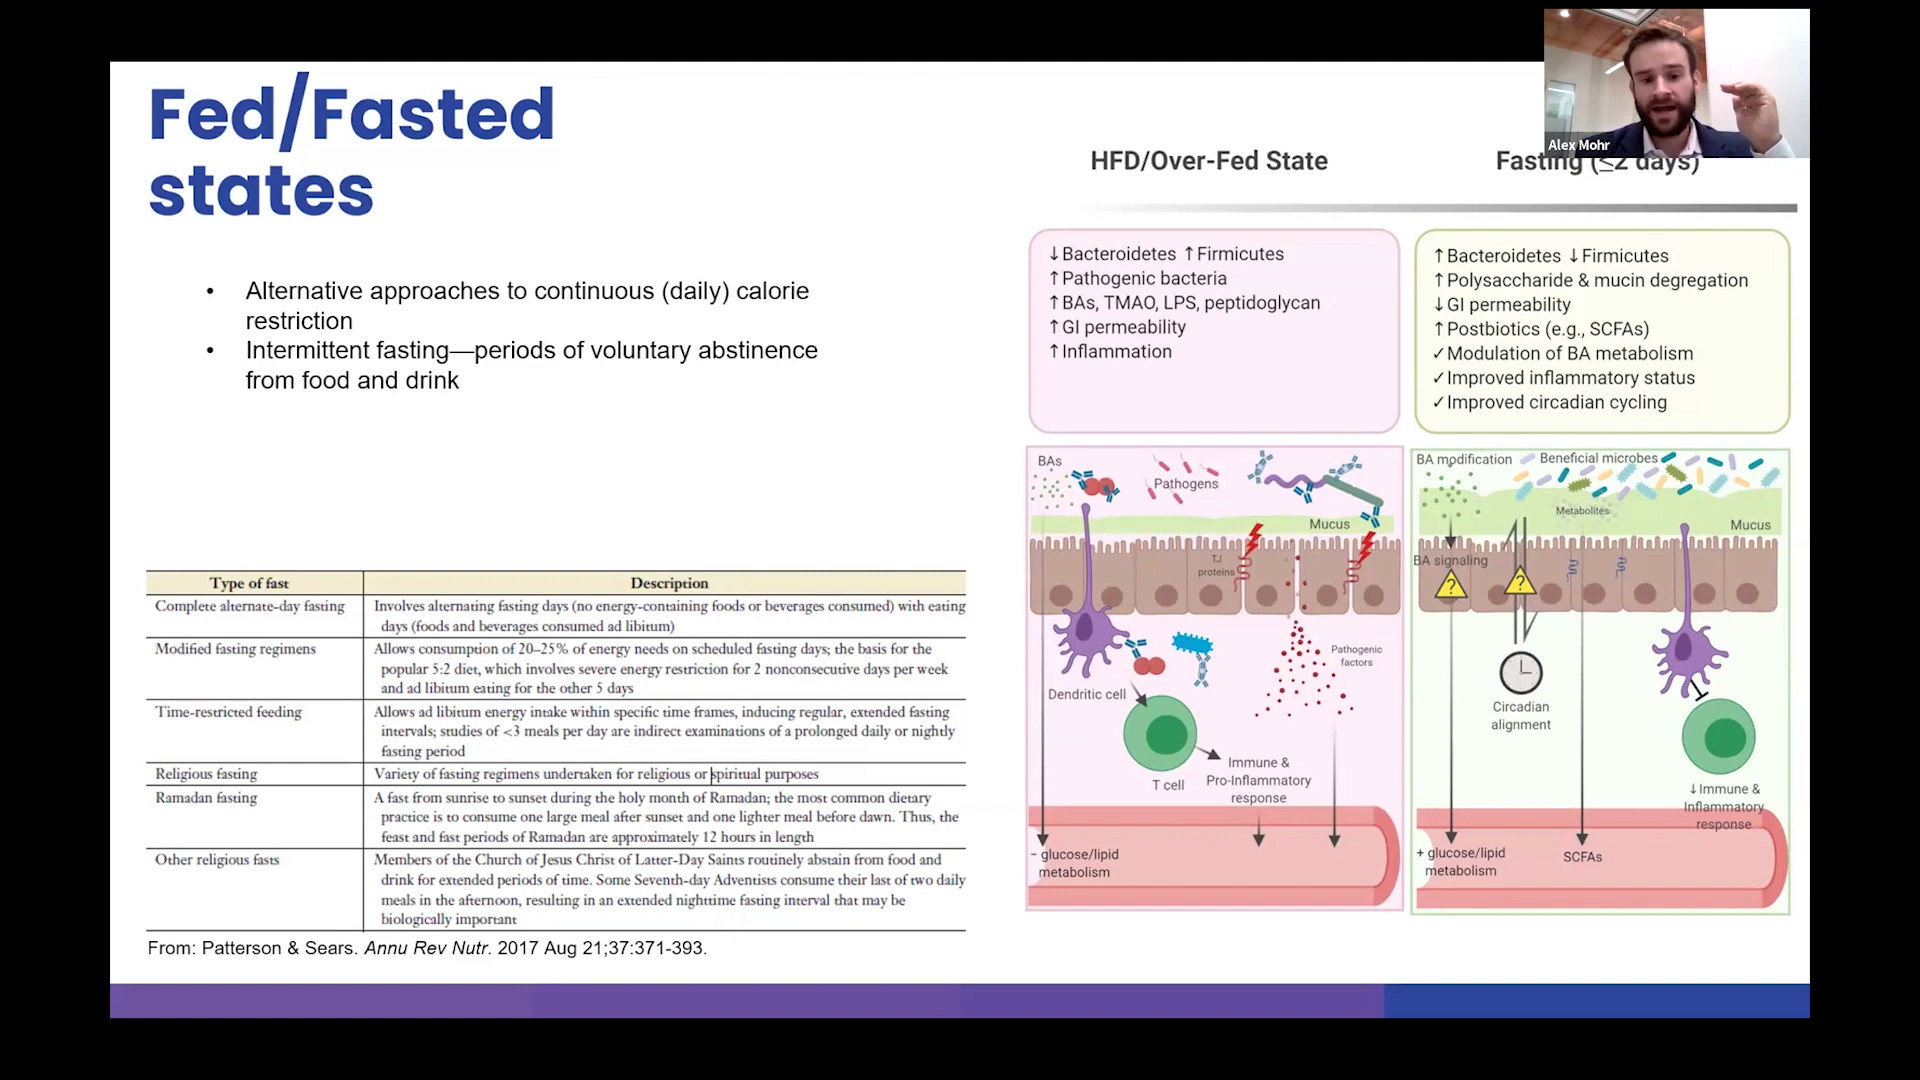 Fed/Fasted
states
• Alternative approaches to continuous (daily) calorie
restriction
• Intermittent fasting—periods of voluntary abstinence
from food and drink
Type of fast Description
Complete alternate-day fasting Involves alternating fasting days (no energy-containing foods or beverages consumed) with eating
days (foods and beverages consumed ad libitum)
Modified fasting regimens Allows consumption of 20–25% of energy needs on scheduled fasting days; the basis for the
popular 5:2 diet, which involves severe energy restriction for 2 nonconsecutive days per week
and ad libitum eating for the other 5 days
Time-restricted feeding Allows ad libitum energy intake within specific time frames, inducing regular, extended fasting
intervals; studies of <3 meals per day are indirect examinations of a prolonged daily or nightly
fasting period
Religious fasting Variety of fasting regimens undertaken for religious or spiritual purposes
Ramadan fasting A fast from sunrise to sunset during the holy month of Ramadan; the most common dietary
practice is to consume one large meal after sunset and one lighter meal before dawn. Thus, the
feast and fast periods of Ramadan are approximately 12 hours in length
Other religious fasts Members of the Church of Jesus Christ of Latter-Day Saints routinely abstain from food and
drink for extended periods of time. Some Seventh-day Adventists consume their last of two daily
meals in the afternoon, resulting in an extended nighttime fasting interval that may be
biologically important
From: Patterson & Sears. Annu Rev Nutr. 2017 Aug 21;37:371-393.
Alex Mohr
HFD/Over-Fed State
↓Bacteroidetes ↑Firmicutes
↑Pathogenic bacteria
↑BAs, TMAO, LPS, peptidoglycan
↑GI permeability
↑Inflammation
BAs
Pathogens
Mucus
TJ
proteins
Pathogenic
factors
Dendritic cell
T cell
Immune &
Pro-Inflammatory
response
− glucose/lipid
metabolism
Fasting (≤2 days)
↑Bacteroidetes ↓Firmicutes
↑Polysaccharide & mucin degregation
↓GI permeability
↑Postbiotics (e.g., SCFAs)
✓Modulation of BA metabolism
✓Improved inflammatory status
✓Improved circadian cycling
BA modification
Beneficial microbes
Metabolites
Mucus
BA signaling
?
?
Circadian
alignment
↓Immune &
Inflammatory
response
+ glucose/lipid
metabolism
SCFAs